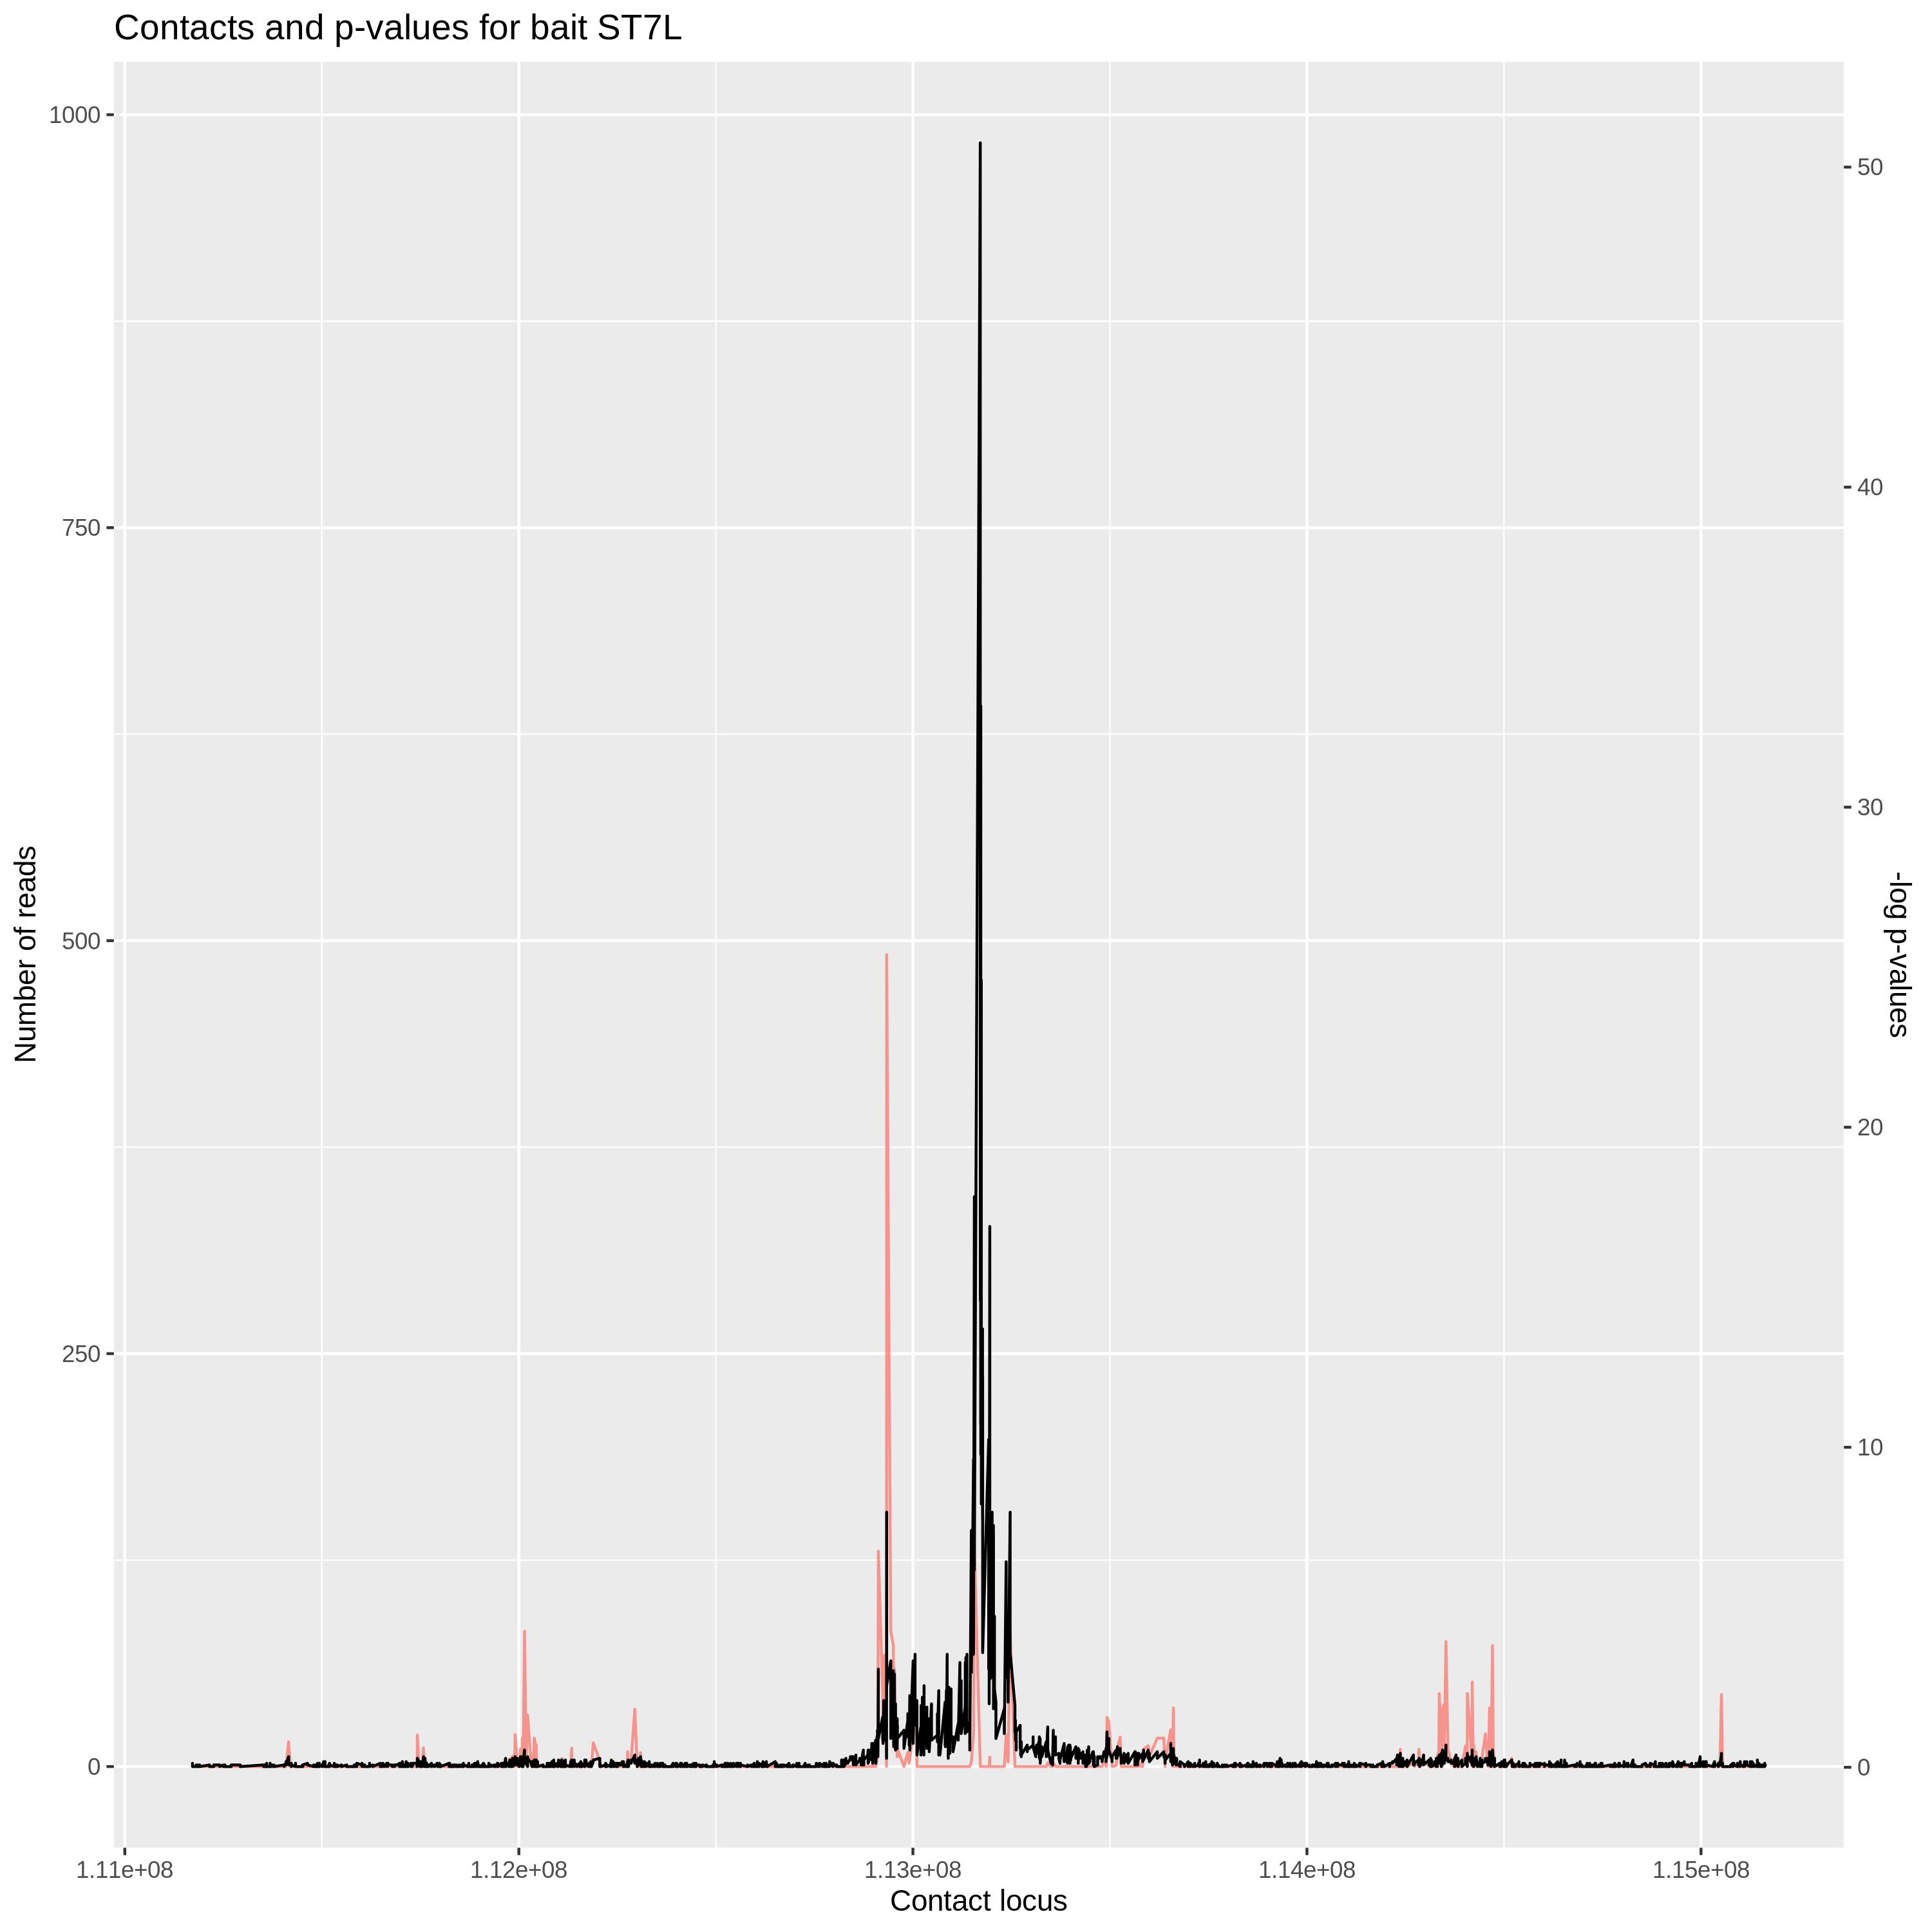 Contacts and p-values for bait ST7L
1000
750
500
250
0
Number of reads
50
40
30
20
10
0
-log p-values
1.11e+08
1.12e+08
1.13e+08
1.14e+08
1.15e+08
Contact locus